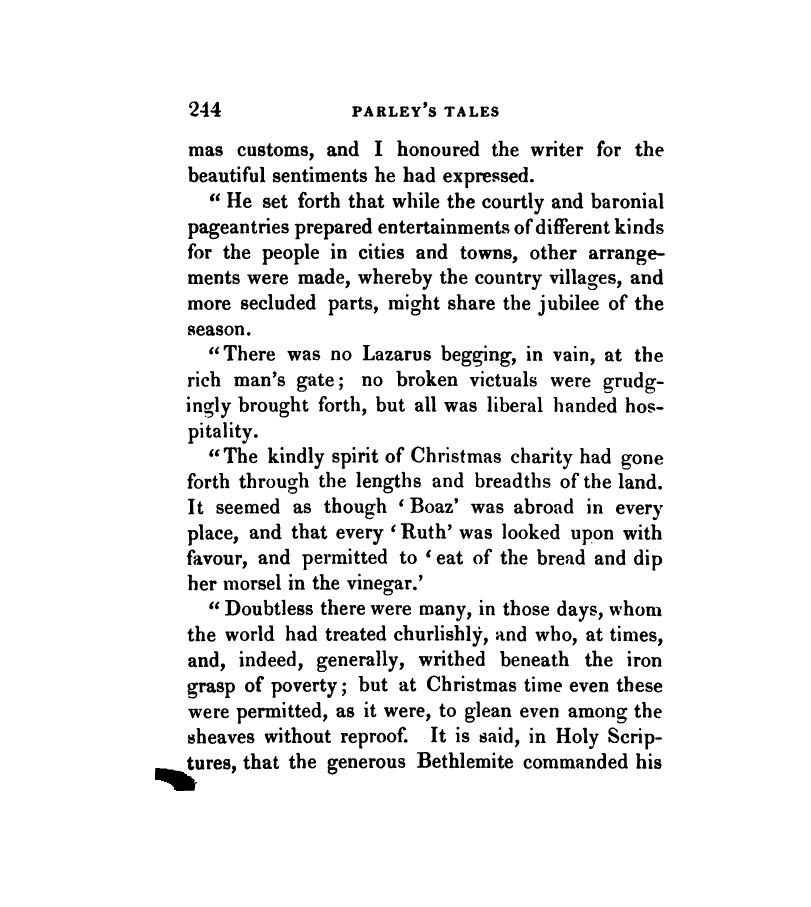 244 PARLEY'S TALES
mas customs, and I honoured the writer for the
beautiful sentiments he had expressed.
“ He set forth that while the courtly and baronial
pageantries prepared entertainments of different kinds
for the people in cities and towns, other arrange-
ments were made, whereby the country villages, and
more secluded parts, might share the jubilee of the
season.
“There was no Lazarus begging, in vain, at the
rich man's gate; no broken victuals were grudg-
ingly brought forth, but all was liberal handed hos-
pitality.
“The kindly spirit of Christmas charity had gone
forth through the lengths and breadths of the land.
It seemed as though ‘ Boaz’ was abroad in every
place, and that every ‘ Ruth’ was looked upon with
favour, and permitted to ‘ eat of the bread and dip
her morsel in the vinegar.’
“ Doubtless there were many, in those days, whom
the world had treated churlishly, and who, at times,
and, indeed, generally, writhed beneath the iron
grasp of poverty; but at Christmas time even these
were permitted, as it were, to glean even among the
sheaves without reproof. It is said, in Holy Scrip-
tures, that the generous Bethlemite commanded his